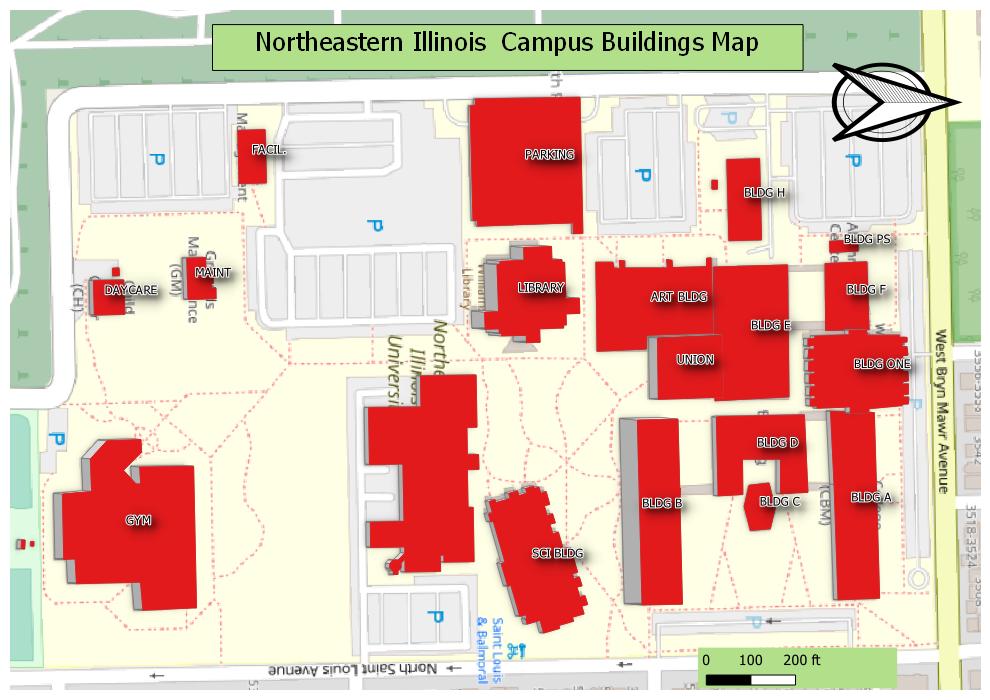 Northeastern Illinois  Campus Buildings Map
th
P
P
P
P
P
FACIL.
PARKING
BLDG H
BLDG PS
MAINT
DAYCARE
(CH)
(GM)
LIBRARY
Library
ART BLDG
BLDG F
BLDG E
UNION
BLDG ONE
West Bryn Mawr Avenue
P
BLDG D
BLDG B
BLDG C
(CBM)
BLDG A
3542
3518-3524
P
GYM
SCI BLDG
P
P
Saint Louis
& Balmoral
North Saint Louis Avenue
0 100 200 ft